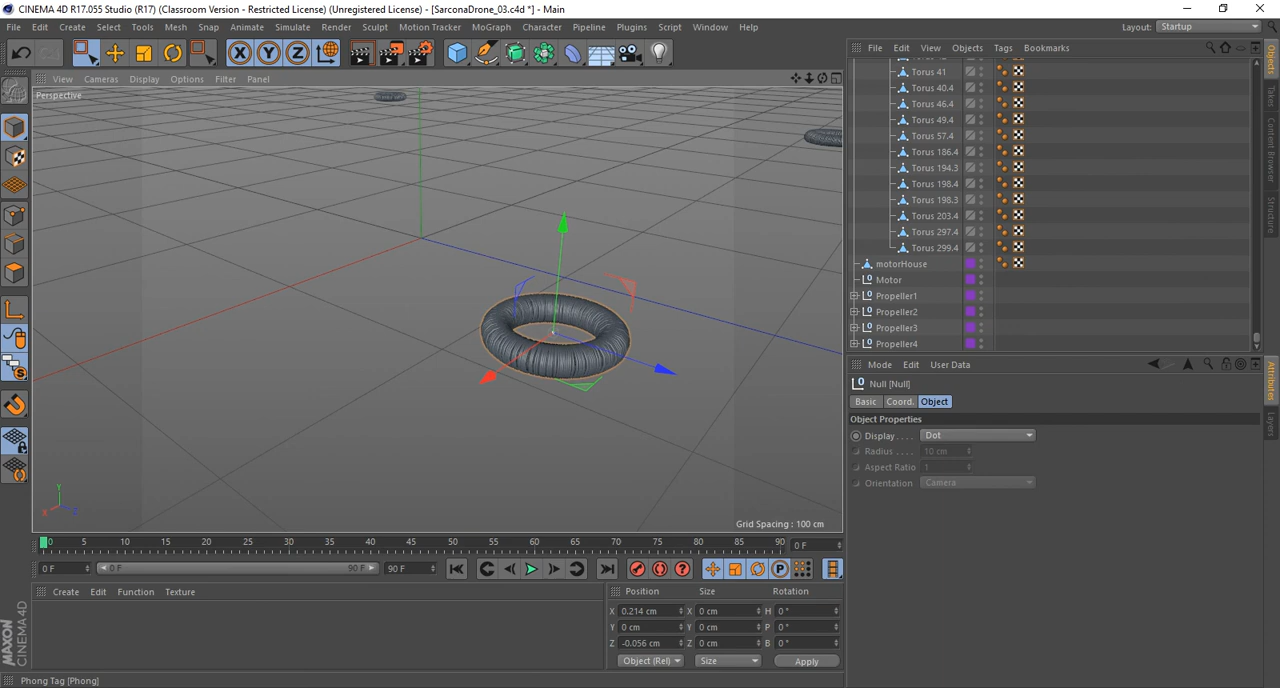 CINEMA 4D R17.055 Studio (R17) (Classroom Version - Restricted License) (Unregistered License) - [SarconaDrone_03.c4d *] - Main
File Edit Create Select Tools Mesh Snap Animate Simulate Render Sculpt Motion Tracker MoGraph Character Pipeline Plugins Script Window Help
Layout: Startup
X Y Z
View Cameras Display Options Filter Panel
Perspective
Y
X Z
Grid Spacing : 100 cm
File Edit View Objects Tags Bookmarks
Torus 41
Torus 40.4
Torus 46.4
Torus 49.4
Torus 57.4
Torus 186.4
Torus 194.3
Torus 198.4
Torus 198.3
Torus 203.4
Torus 297.4
Torus 299.4
motorHouse
Motor
Propeller1
Propeller2
Propeller3
Propeller4
Objects
Takes
Content Browser
Structure
Mode Edit User Data
Null [Null]
Basic Coord. Object
Object Properties
Display . . . . Dot
Radius . . . . 10 cm
Aspect Ratio 1
Orientation Camera
Attributes
Layers
0 5 10 15 20 25 30 35 40 45 50 55 60 65 70 75 80 85 90 0 F
0 F 0 F 90 F 90 F
P
Create Edit Function Texture
Position Size Rotation
X 0.214 cm X 0 cm H 0 °
Y 0 cm Y 0 cm P 0 °
Z -0.056 cm Z 0 cm B 0 °
Object (Rel) Size Apply
MAXON
CINEMA 4D
Phong Tag [Phong]